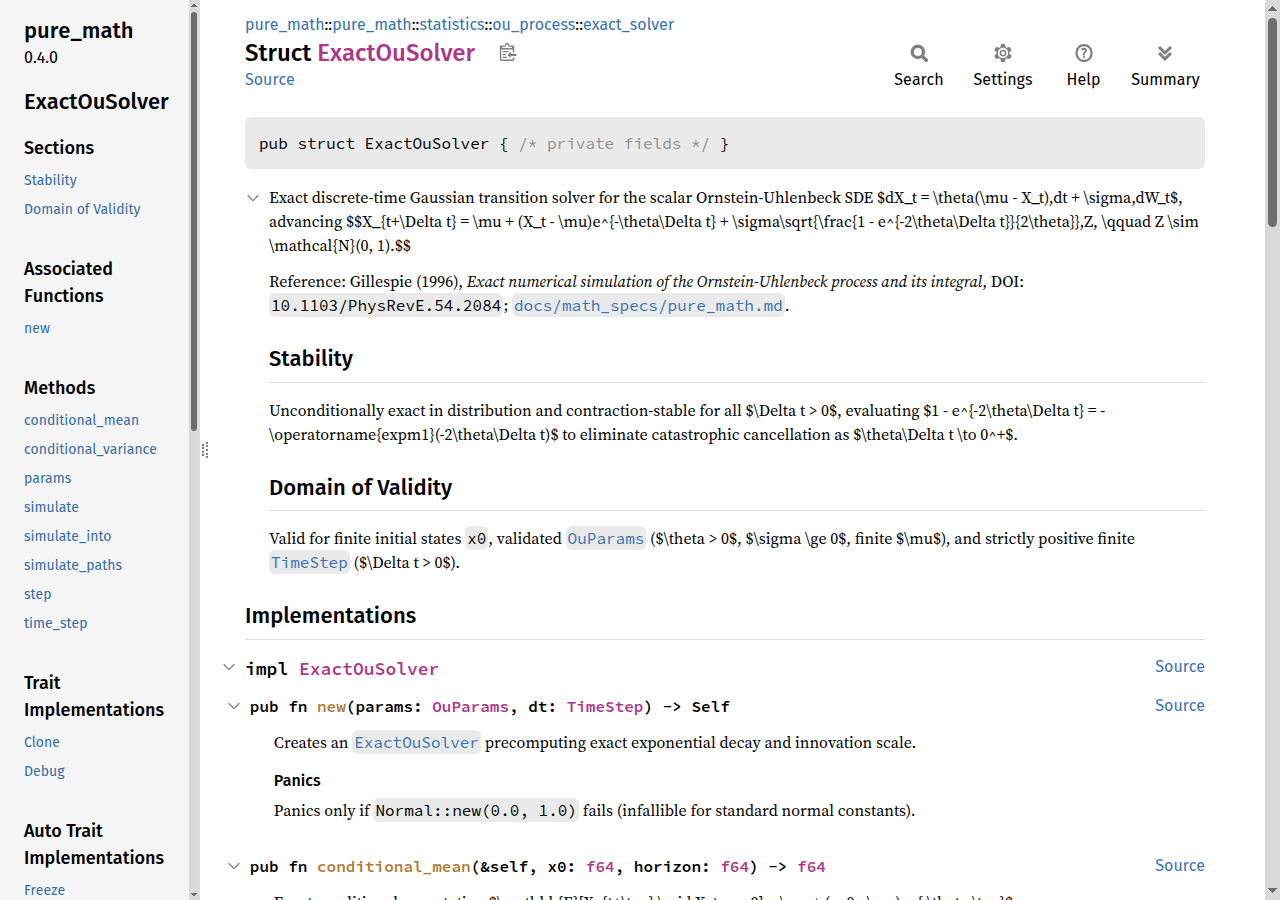 pure_math
0.4.0
ExactOuSolver
Sections
Stability
Domain of Validity
Associated
Functions
new
Methods
conditional_mean
conditional_variance
params
simulate
simulate_into
simulate_paths
step
time_step
Trait
Implementations
Clone
Debug
Auto Trait
Implementations
Freeze
pure_math::pure_math::statistics::ou_process::exact_solver
Struct ExactOuSolver
Source
Search
Settings
Help
Summary
pub struct ExactOuSolver { /* private fields */ }
Exact discrete-time Gaussian transition solver for the scalar Ornstein-Uhlenbeck SDE $dX_t = \theta(\mu - X_t),dt + \sigma,dW_t$,
advancing $$X_{t+\Delta t} = \mu + (X_t - \mu)e^{-\theta\Delta t} + \sigma\sqrt{\frac{1 - e^{-2\theta\Delta t}}{2\theta}},Z, \qquad Z \sim
\mathcal{N}(0, 1).$$
Reference: Gillespie (1996), Exact numerical simulation of the Ornstein-Uhlenbeck process and its integral, DOI:
10.1103/PhysRevE.54.2084; docs/math_specs/pure_math.md.
Stability
Unconditionally exact in distribution and contraction-stable for all $\Delta t > 0$, evaluating $1 - e^{-2\theta\Delta t} = -
\operatorname{expm1}(-2\theta\Delta t)$ to eliminate catastrophic cancellation as $\theta\Delta t \to 0^+$.
Domain of Validity
Valid for finite initial states x0, validated OuParams ($\theta > 0$, $\sigma \ge 0$, finite $\mu$), and strictly positive finite
TimeStep ($\Delta t > 0$).
Implementations
impl ExactOuSolver
Source
pub fn new(params: OuParams, dt: TimeStep) -> Self
Source
Creates an ExactOuSolver precomputing exact exponential decay and innovation scale.
Panics
Panics only if Normal::new(0.0, 1.0) fails (infallible for standard normal constants).
pub fn conditional_mean(&self, x0: f64, horizon: f64) -> f64
Source